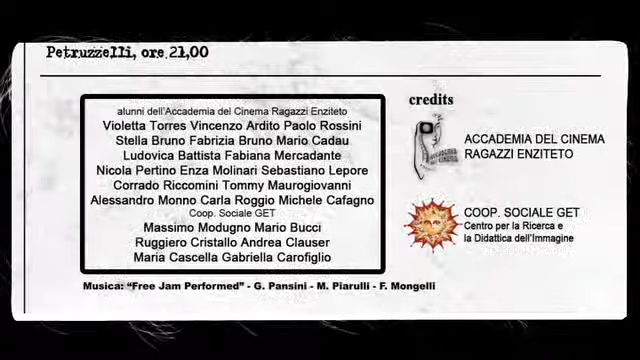 Petruzzelli, ore 21,00
alunni dell'Accademia del Cinema Ragazzi Enziteto
Violetta Torres Vincenzo Ardito Paolo Rossini
Stella Bruno Fabrizia Bruno Mario Cadau
Ludovica Battista Fabiana Mercadante
Nicola Pertino Enza Molinari Sebastiano Lepore
Corrado Riccomini Tommy Maurogiovanni
Alessandro Monno Carla Roggio Michele Cafagno
Coop. Sociale GET
Massimo Modugno Mario Bucci
Ruggiero Cristallo Andrea Clauser
Maria Cascella Gabriella Carofiglio
credits
ACCADEMIA DEL CINEMA
ACCADEMIA DEL CINEMA
RAGAZZI ENZITETO
COOP. SOCIALE GET
Centro per la Ricerca e
la Didattica dell'Immagine
Musica: "Free Jam Performed" - G. Pansini - M. Piarulli - F. Mongelli